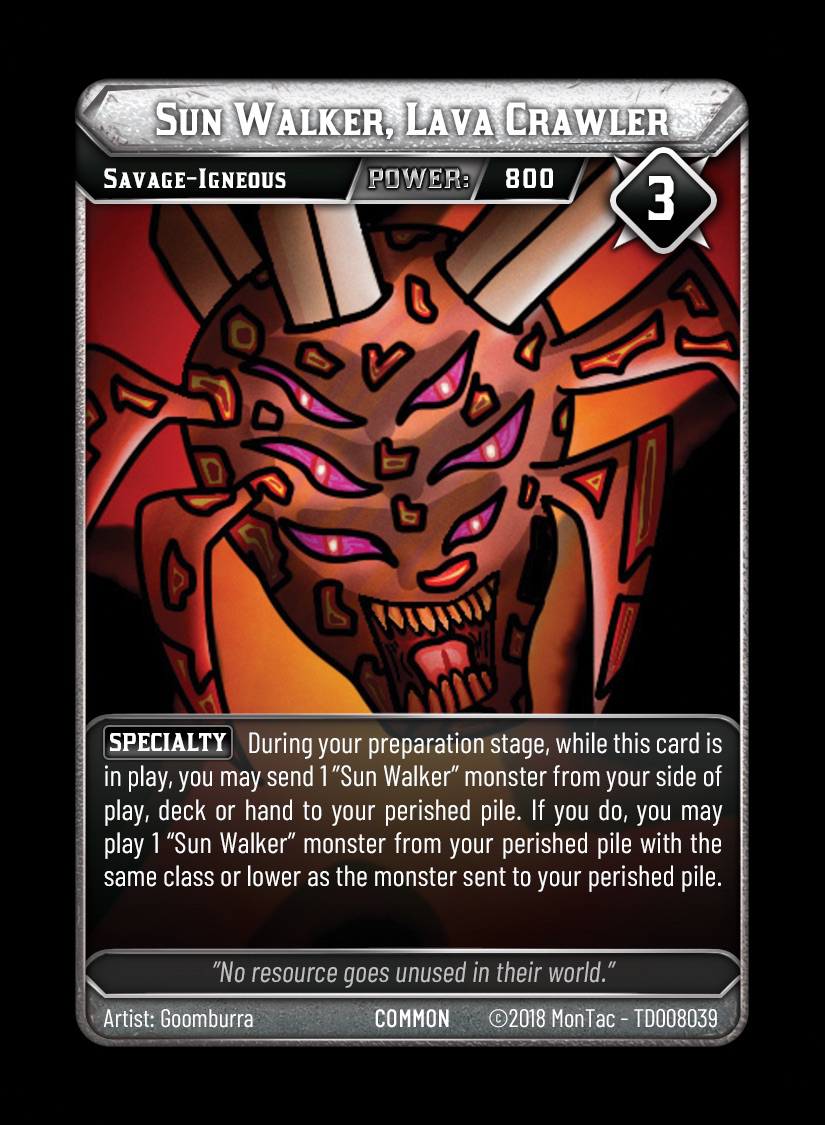 Sun Walker, Lava Crawler
Savage-Igneous POWER: 800
3
SPECIALTY During your preparation stage, while this card is
in play, you may send 1 "Sun Walker" monster from your side of
play, deck or hand to your perished pile. If you do, you may
play 1 "Sun Walker" monster from your perished pile with the
same class or lower as the monster sent to your perished pile.
"No resource goes unused in their world."
Artist: Goomburra COMMON ©2018 MonTac - TD008039